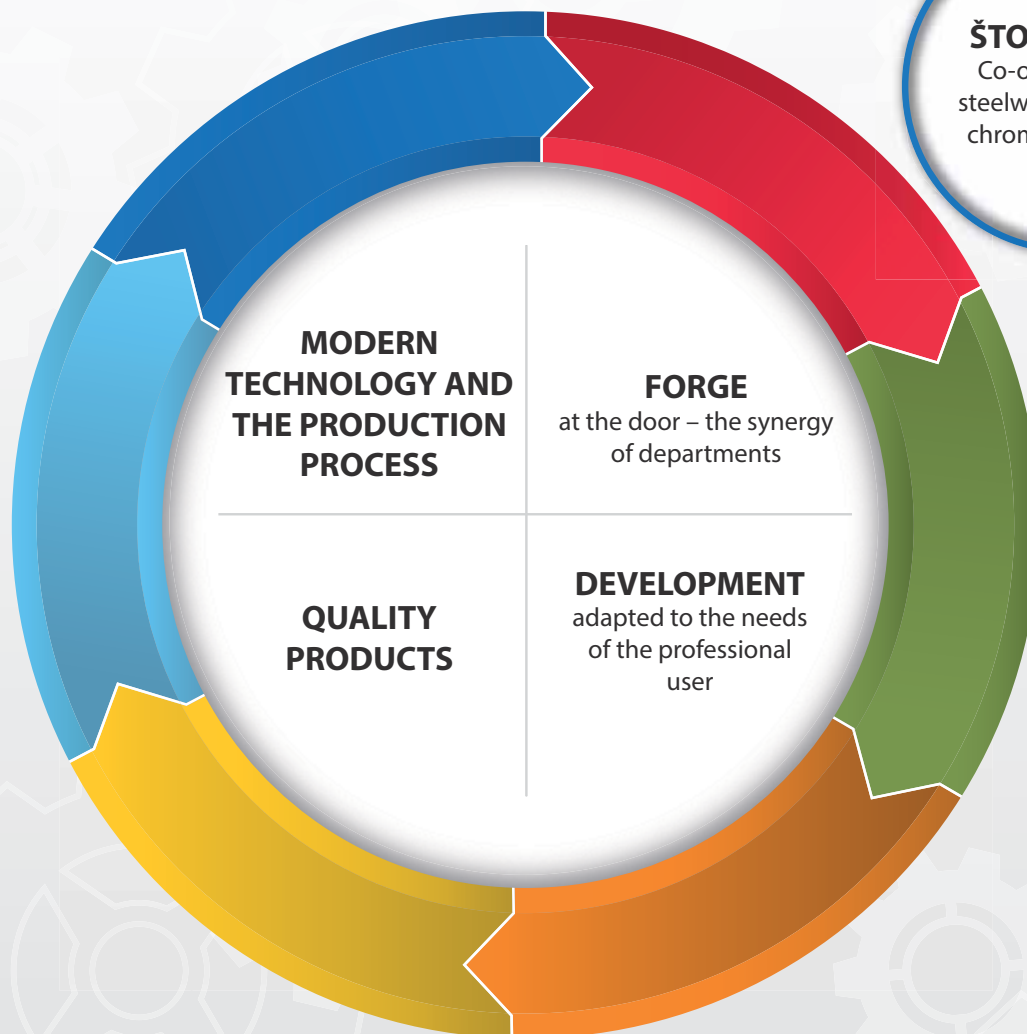 MODERN
TECHNOLOGY AND
THE PRODUCTION
PROCESS
FORGE
at the door – the synergy
of departments
QUALITY
PRODUCTS
DEVELOPMENT
adapted to the needs
of the professional
user